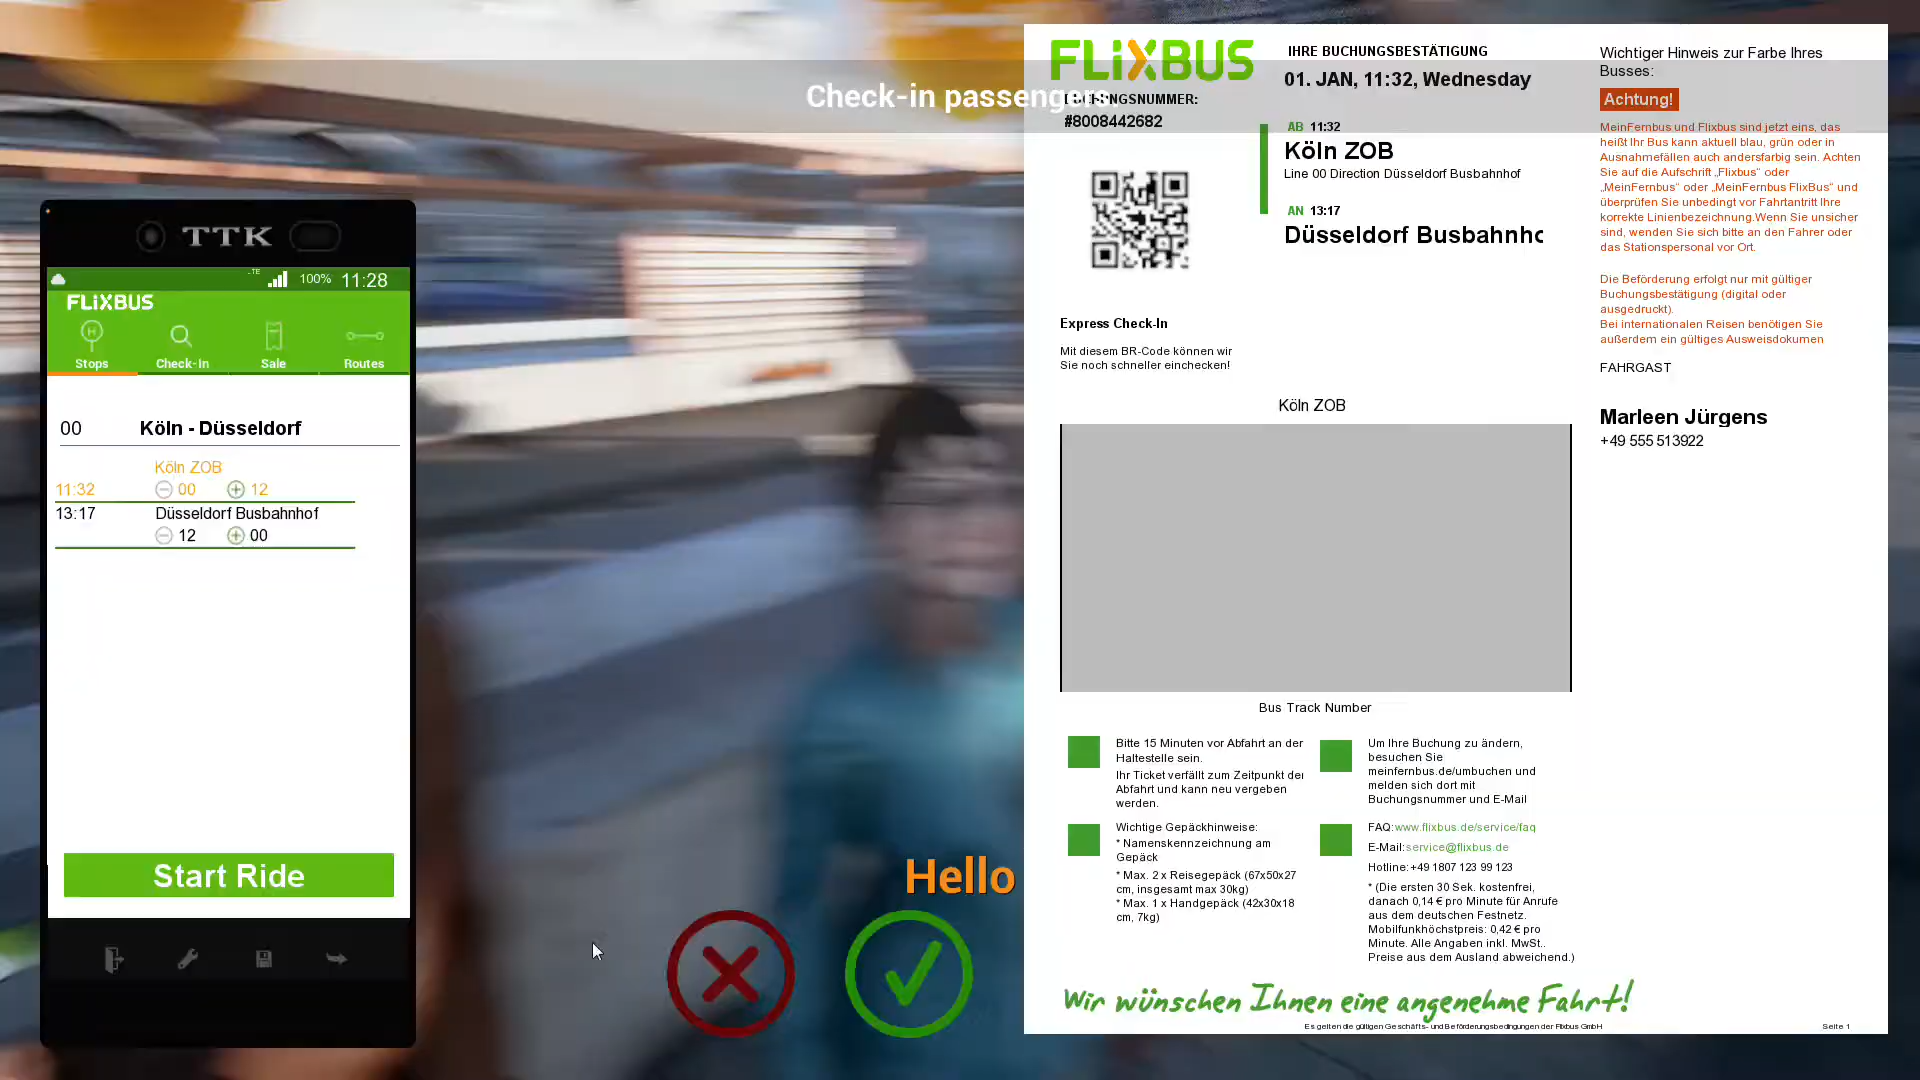 Check-in passengers.
TTK
LTE 100% 11:28
FLiXBUS
Stops Check-In Sale Routes
00 Köln - Düsseldorf
Köln ZOB
11:32 00 12
13:17 Düsseldorf Busbahnhof
12 00
Start Ride
Hello
FLiXBUS
BUCHUNGSNUMMER:
#8008442682
IHRE BUCHUNGSBESTÄTIGUNG
01. JAN, 11:32, Wednesday
AB 11:32
Köln ZOB
Line 00 Direction Düsseldorf Busbahnhof
AN 13:17
Düsseldorf Busbahnho
Express Check-In
Mit diesem BR-Code können wir
Sie noch schneller einchecken!
Köln ZOB
Bus Track Number
Bitte 15 Minuten vor Abfahrt an der
Haltestelle sein.
Ihr Ticket verfällt zum Zeitpunkt der
Abfahrt und kann neu vergeben
werden.
Wichtige Gepäckhinweise:
* Namenskennzeichnung am
Gepäck
* Max. 2 x Reisegepäck (67x50x27
cm, insgesamt max 30kg)
* Max. 1 x Handgepäck (42x30x18
cm, 7kg)
Um Ihre Buchung zu ändern,
besuchen Sie
meinfernbus.de/umbuchen und
melden sich dort mit
Buchungsnummer und E-Mail
FAQ:www.flixbus.de/service/faq
E-Mail:service@flixbus.de
Hotline:+49 1807 123 99 123
* (Die ersten 30 Sek. kostenfrei,
danach 0,14 € pro Minute für Anrufe
aus dem deutschen Festnetz.
Mobilfunkhöchstpreis: 0,42 € pro
Minute. Alle Angaben inkl. MwSt..
Preise aus dem Ausland abweichend.)
Wichtiger Hinweis zur Farbe Ihres
Busses:
Achtung!
MeinFernbus und Flixbus sind jetzt eins, das
heißt Ihr Bus kann aktuell blau, grün oder in
Ausnahmefällen auch andersfarbig sein. Achten
Sie auf die Aufschrift „Flixbus“ oder
„MeinFernbus“ oder „MeinFernbus FlixBus“ und
überprüfen Sie unbedingt vor Fahrtantritt Ihre
korrekte Linienbezeichnung.Wenn Sie unsicher
sind, wenden Sie sich bitte an den Fahrer oder
das Stationspersonal vor Ort.
Die Beförderung erfolgt nur mit gültiger
Buchungsbestätigung (digital oder
ausgedruckt).
Bei internationalen Reisen benötigen Sie
außerdem ein gültiges Ausweisdokumen
FAHRGAST
Marleen Jürgens
+49 555 513922
Wir wünschen Ihnen eine angenehme Fahrt!
Es gelten die gültigen Geschäfts- und Beförderungsbedingungen der Flixbus GmbH
Seite 1